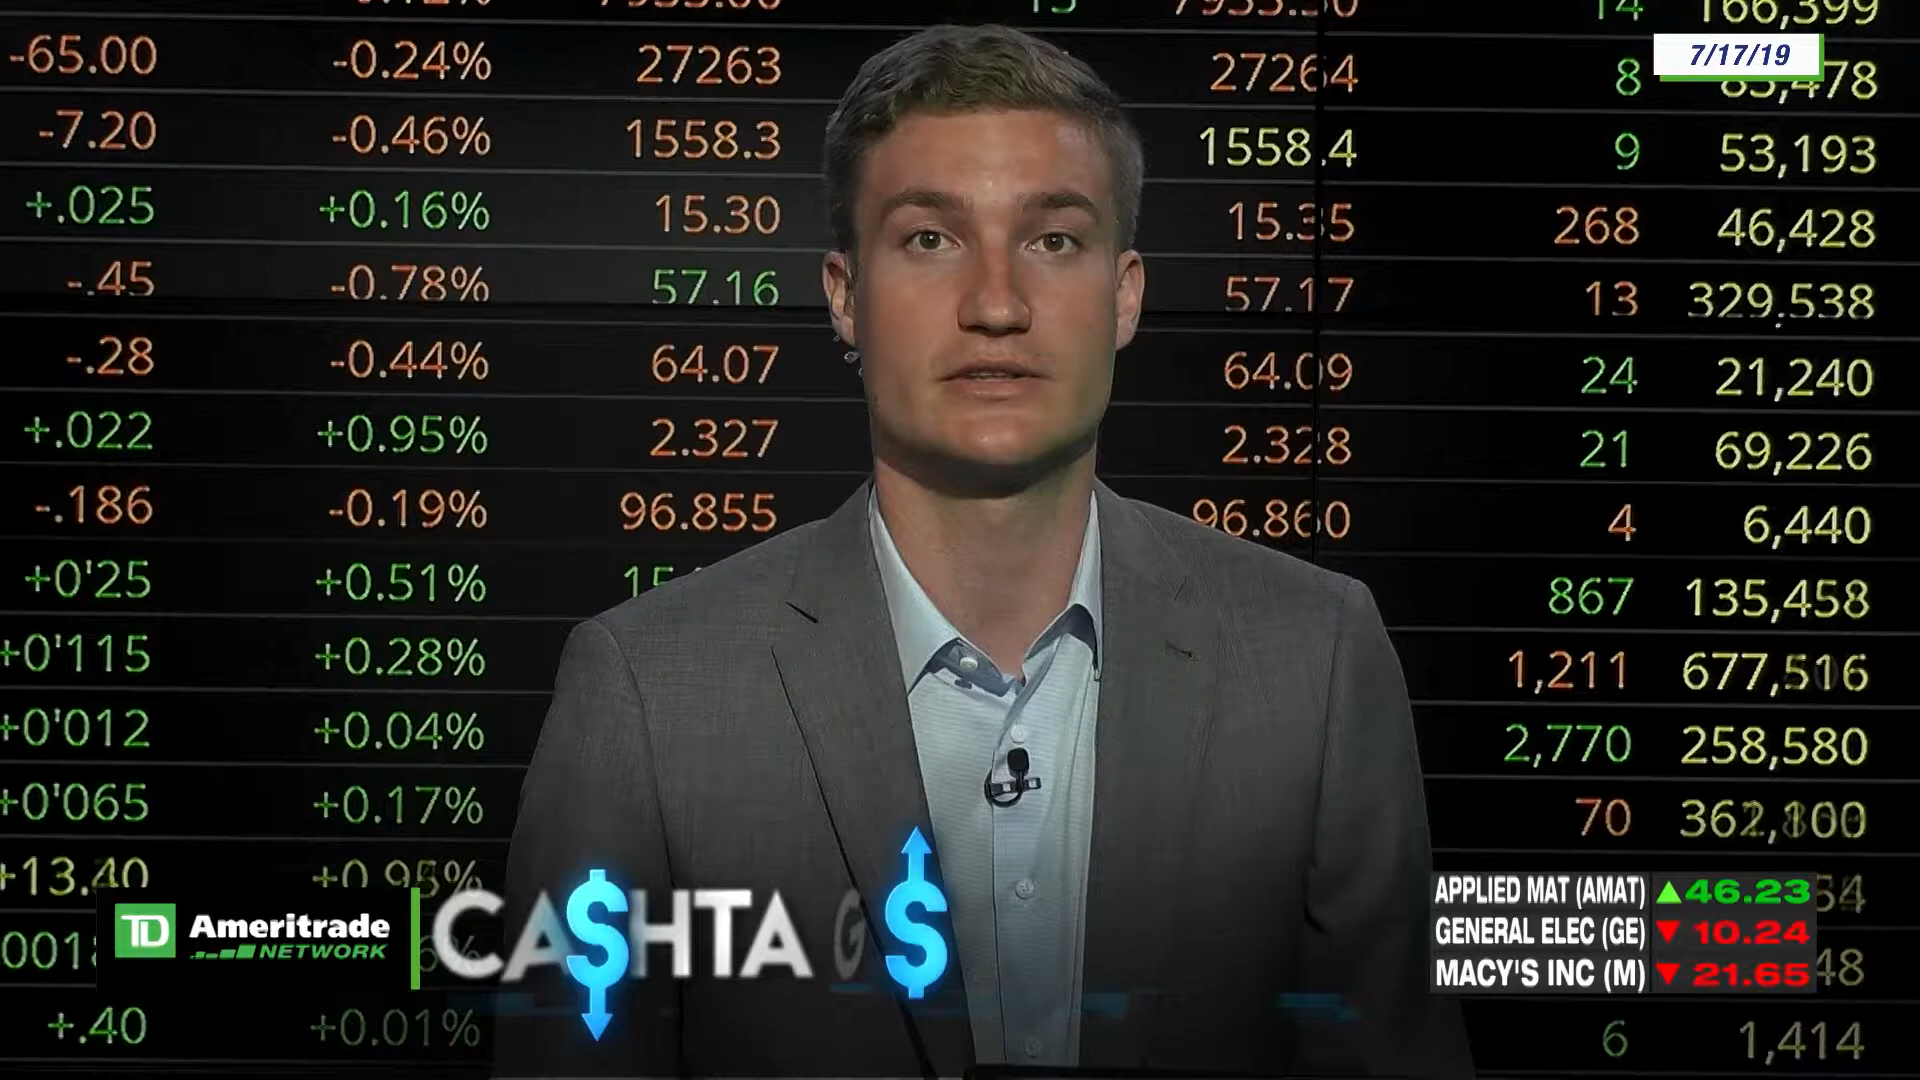 -65.00 -0.24% 27263 27264 8
7/17/19
-7.20 -0.46% 1558.3 1558.4 9 53,193
+.025 +0.16% 15.30 15.35 268 46,428
-.45 -0.78% 57.16 57.17 13 329,538
-.28 -0.44% 64.07 64.09 24 21,240
+.022 +0.95% 2.327 2.328 21 69,226
-.186 -0.19% 96.855 96.860 4 6,440
+0'25 +0.51% 867 135,458
+0'115 +0.28% 1,211 677,516
+0'012 +0.04% 2,770 258,580
+0'065 +0.17% 70
+13.40 +0.95%
TD Ameritrade
NETWORK
CA$HTAG$
APPLIED MAT (AMAT) ▲46.23
GENERAL ELEC (GE) ▼10.24
MACY'S INC (M) ▼21.65
+.40 +0.01% 6 1,414